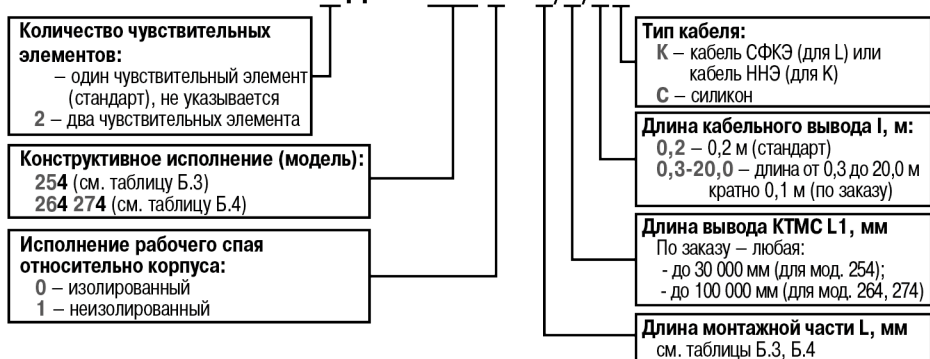 Количество чувствительных
элементов:
– один чувствительный элемент
(стандарт), не указывается
2 – два чувствительных элемента
Конструктивное исполнение (модель):
254 (см. таблицу Б.3)
264 274 (см. таблицу Б.4)
Исполнение рабочего спая
относительно корпуса:
0 – изолированный
1 – неизолированный
Тип кабеля:
К – кабель СФКЭ (для L) или
кабель ННЭ (для K)
С – силикон
Длина кабельного вывода l, м:
0,2 – 0,2 м (стандарт)
0,3-20,0 – длина от 0,3 до 20,0 м
кратно 0,1 м (по заказу)
Длина вывода КТМС L1, мм
По заказу – любая:
- до 30 000 мм (для мод. 254);
- до 100 000 мм (для мод. 264, 274)
Длина монтажной части L, мм
см. таблицы Б.3, Б.4